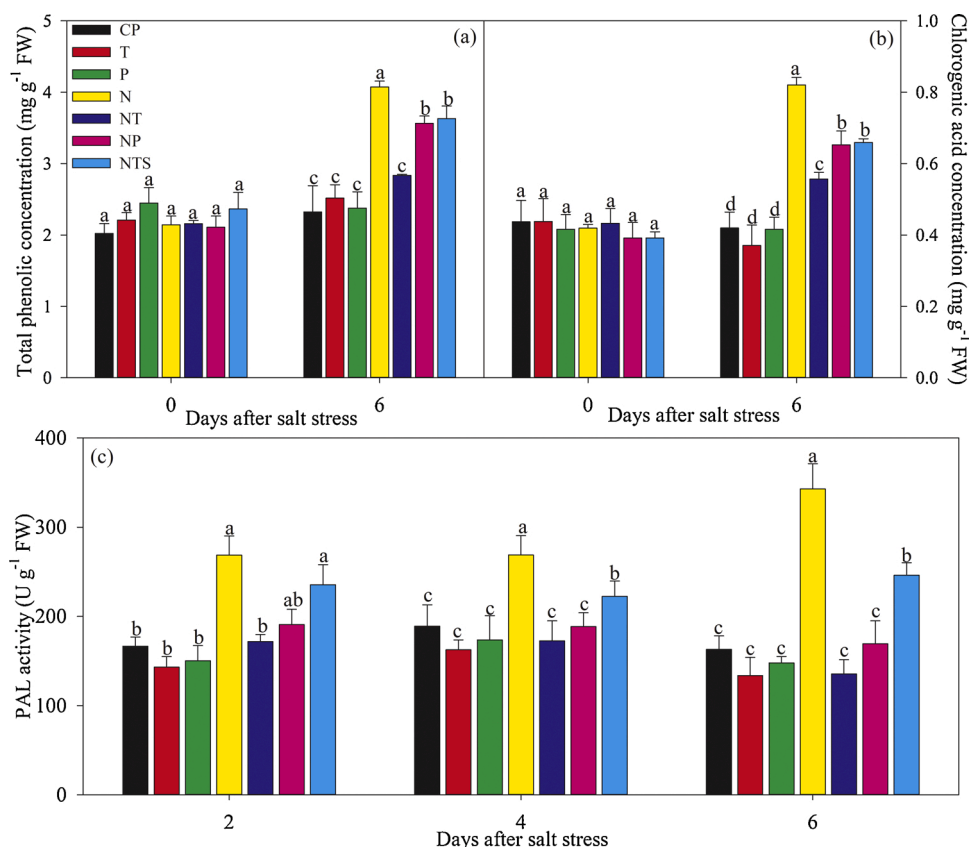 Total phenolic concentration (mg g⁻¹ FW)
5
4
3
2
1
0
CP
T
P
N
NT
NP
NTS
(a)
a a a a a a a
c c c a c b b
0 6
Days after salt stress
(b)
a a a a a a a
d d d a c b b
0 6
Days after salt stress
1.0
0.8
0.6
0.4
0.2
0.0
Chlorogenic acid concentration (mg g⁻¹ FW)
PAL activity (U g⁻¹ FW)
400
300
200
100
0
(c)
b b b a b ab a
c c c a c c b
c c c a c c b
2 4 6
Days after salt stress